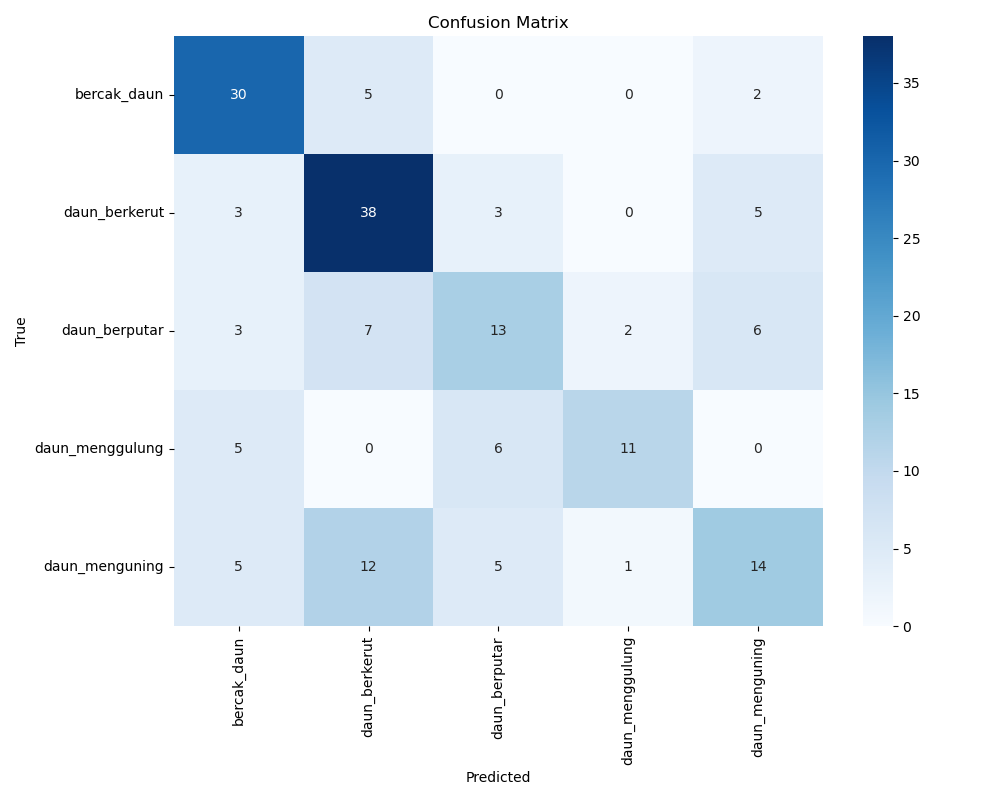 Confusion Matrix
True
bercak_daun 30 5 0 0 2
daun_berkerut 3 38 3 0 5
daun_berputar 3 7 13 2 6
daun_menggulung 5 0 6 11 0
daun_menguning 5 12 5 1 14
bercak_daun daun_berkerut daun_berputar daun_menggulung daun_menguning
Predicted
35
30
25
20
15
10
5
0